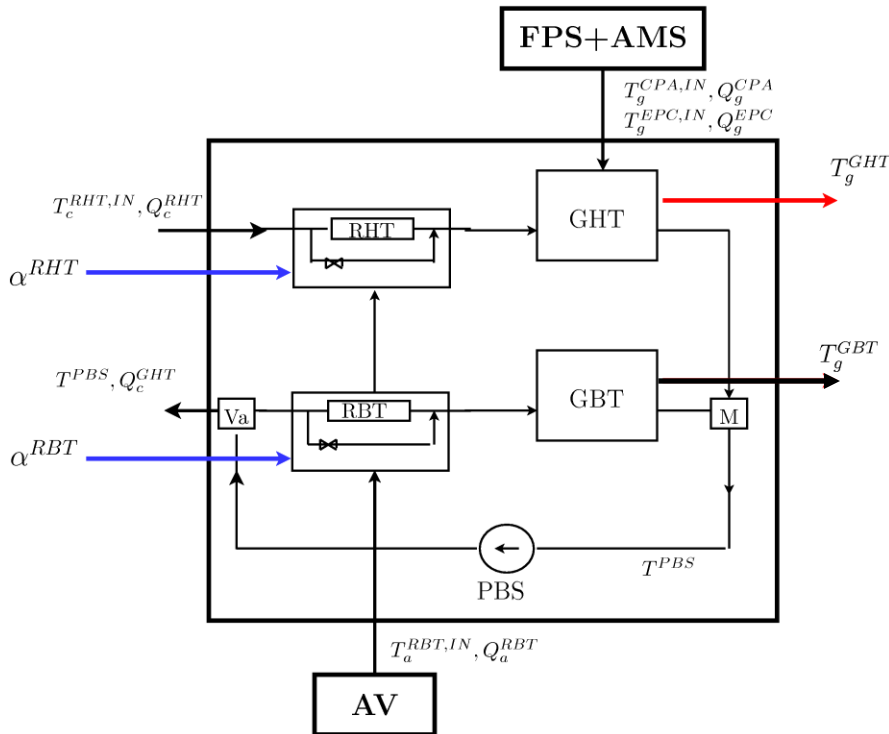 FPS+AMS
T_g^{CPA,IN}, Q_g^{CPA}
T_g^{EPC,IN}, Q_g^{EPC}
T_g^{GHT}
T_c^{RHT,IN}, Q_c^{RHT}
RHT
GHT
α^{RHT}
T_g^{GBT}
T^{PBS}, Q_c^{GHT}
Va
RBT
GBT
M
α^{RBT}
T^{PBS}
PBS
T_a^{RBT,IN}, Q_a^{RBT}
AV